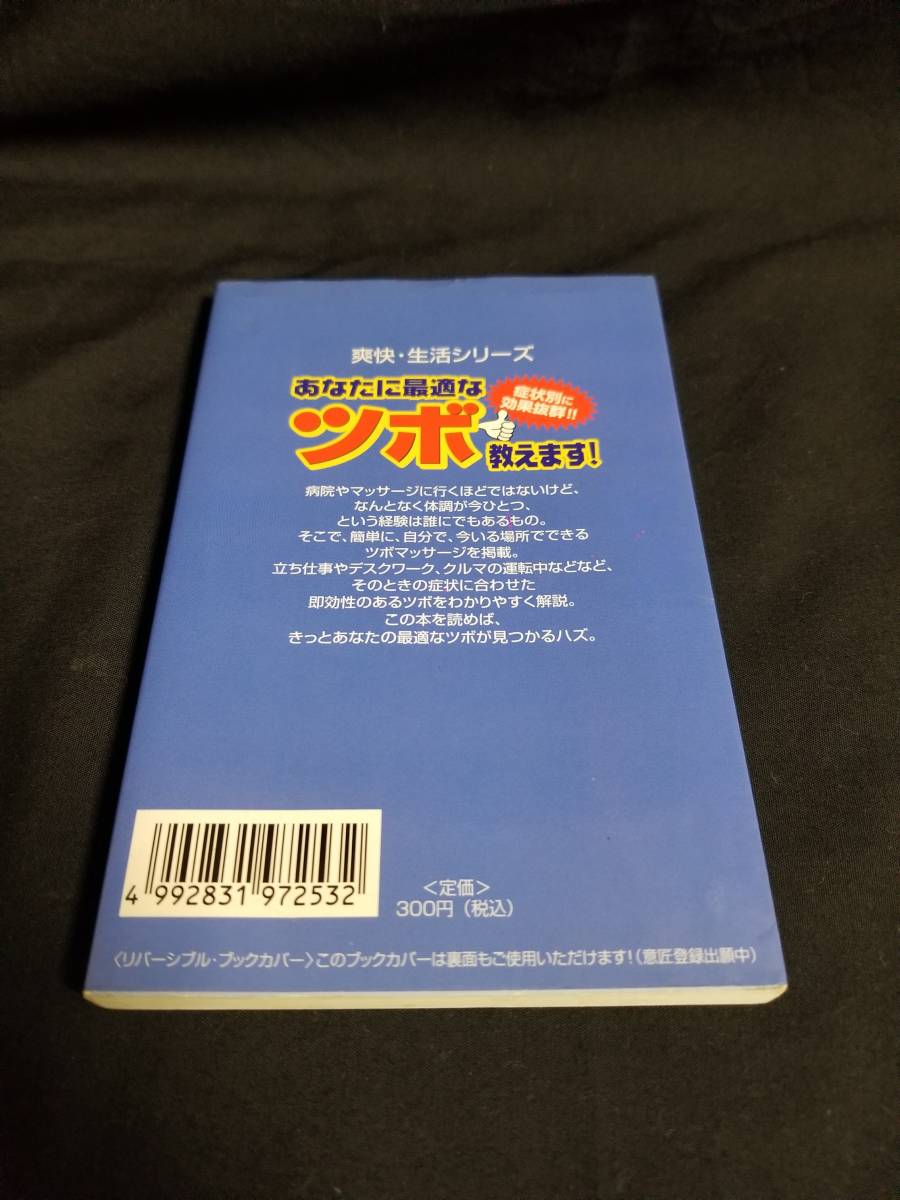 爽快・生活シリーズ
あなたに最適な
症状別に
効果抜群!!
ツボ
教えます!
病院やマッサージに行くほどではないけど、
なんとなく体調が今ひとつ、
という経験は誰にでもあるもの。
そこで、簡単に、自分で、今いる場所でできる
ツボマッサージを掲載。
立ち仕事やデスクワーク、クルマの運転中などなど、
そのときの症状に合わせた
即効性のあるツボをわかりやすく解説。
この本を読めば、
きっとあなたの最適なツボが見つかるハズ。
4 992831 972532
<定価>
300円(税込)
〈リバーシブル・ブックカバー〉このブックカバーは裏面もご使用いただけます!(意匠登録出願中)